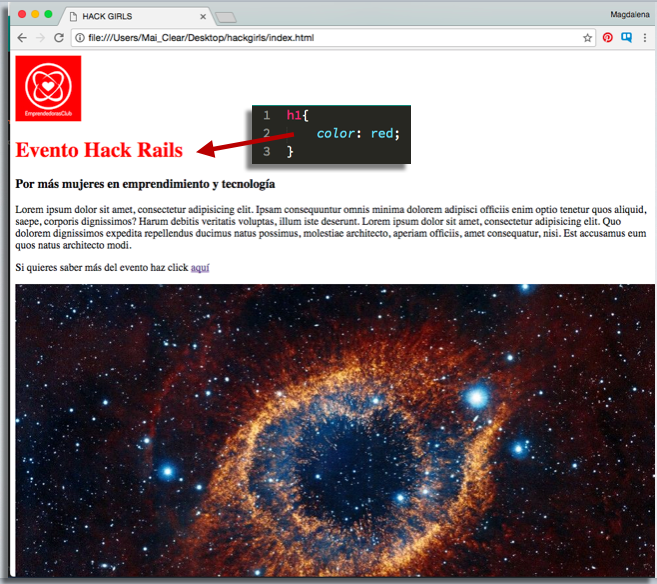 HACK GIRLS
Magdalena
file:///Users/Mai_Clear/Desktop/hackgirls/index.html
EmprendedorasClub
1 h1{
2 color: red;
3 }
Evento Hack Rails
Por más mujeres en emprendimiento y tecnología
Lorem ipsum dolor sit amet, consectetur adipisicing elit. Ipsam consequuntur omnis minima dolorem adipisci officiis enim optio tenetur quos aliquid,
saepe, corporis dignissimos? Harum debitis veritatis voluptas, illum iste deserunt. Lorem ipsum dolor sit amet, consectetur adipisicing elit. Quo
dolorem dignissimos expedita repellendus ducimus natus possimus, molestiae architecto, aperiam officiis, amet consequatur, nisi. Est accusamus eum
quos natus architecto modi.
Si quieres saber más del evento haz click aquí